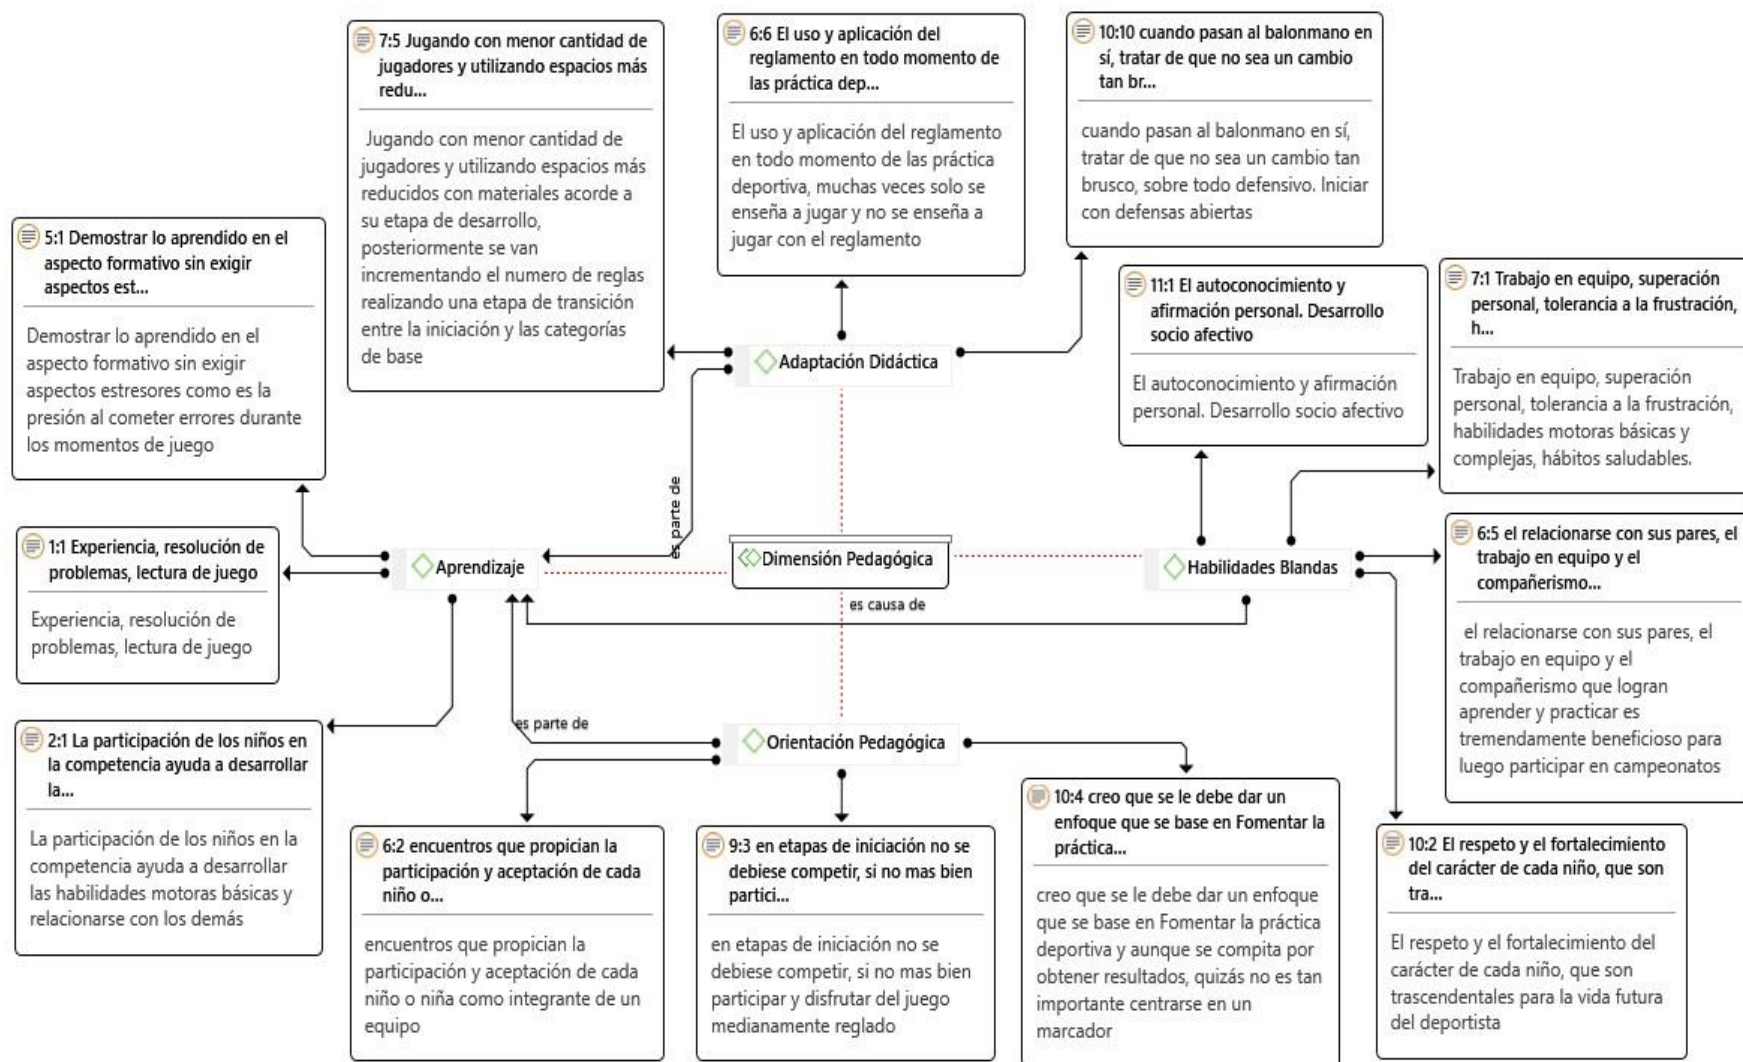 7:5 Jugando con menor cantidad de
jugadores y utilizando espacios más
redu...
Jugando con menor cantidad de
jugadores y utilizando espacios más
reducidos con materiales acorde a
su etapa de desarrollo,
posteriormente se van
incrementando el numero de reglas
realizando una etapa de transición
entre la iniciación y las categorías
de base
6:6 El uso y aplicación del
reglamento en todo momento de
las práctica dep...
El uso y aplicación del reglamento
en todo momento de las práctica
deportiva, muchas veces solo se
enseña a jugar y no se enseña a
jugar con el reglamento
10:10 cuando pasan al balonmano en
sí, tratar de que no sea un cambio
tan br...
cuando pasan al balonmano en sí,
tratar de que no sea un cambio tan
brusco, sobre todo defensivo. Iniciar
con defensas abiertas
5:1 Demostrar lo aprendido en el
aspecto formativo sin exigir
aspectos est...
Demostrar lo aprendido en el
aspecto formativo sin exigir
aspectos estresores como es la
presión al cometer errores durante
los momentos de juego
11:1 El autoconocimiento y
afirmación personal. Desarrollo
socio afectivo
El autoconocimiento y afirmación
personal. Desarrollo socio afectivo
7:1 Trabajo en equipo, superación
personal, tolerancia a la frustración,
h...
Trabajo en equipo, superación
personal, tolerancia a la frustración,
habilidades motoras básicas y
complejas, hábitos saludables.
Adaptación Didáctica
es parte de
1:1 Experiencia, resolución de
problemas, lectura de juego
Experiencia, resolución de
problemas, lectura de juego
Aprendizaje
Dimensión Pedagógica
Habilidades Blandas
es causa de
6:5 el relacionarse con sus pares, el
trabajo en equipo y el
compañerismo...
el relacionarse con sus pares, el
trabajo en equipo y el
compañerismo que logran
aprender y practicar es
tremendamente beneficioso para
luego participar en campeonatos
2:1 La participación de los niños en
la competencia ayuda a desarrollar
la...
La participación de los niños en la
competencia ayuda a desarrollar
las habilidades motoras básicas y
relacionarse con los demás
es parte de
Orientación Pedagógica
6:2 encuentros que propician la
participación y aceptación de cada
niño o...
encuentros que propician la
participación y aceptación de cada
niño o niña como integrante de un
equipo
9:3 en etapas de iniciación no se
debiese competir, si no mas bien
partici...
en etapas de iniciación no se
debiese competir, si no mas bien
participar y disfrutar del juego
medianamente reglado
10:4 creo que se le debe dar un
enfoque que se base en Fomentar la
práctica...
creo que se le debe dar un enfoque
que se base en Fomentar la práctica
deportiva y aunque se compita por
obtener resultados, quizás no es tan
importante centrarse en un
marcador
10:2 El respeto y el fortalecimiento
del carácter de cada niño, que son
tra...
El respeto y el fortalecimiento del
carácter de cada niño, que son
trascendentales para la vida futura
del deportista